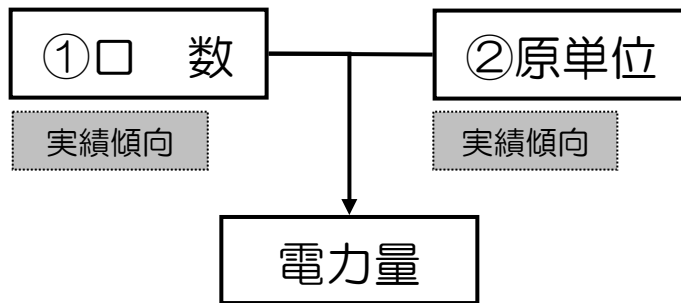 ①口　数
②原単位
実績傾向
実績傾向
電力量